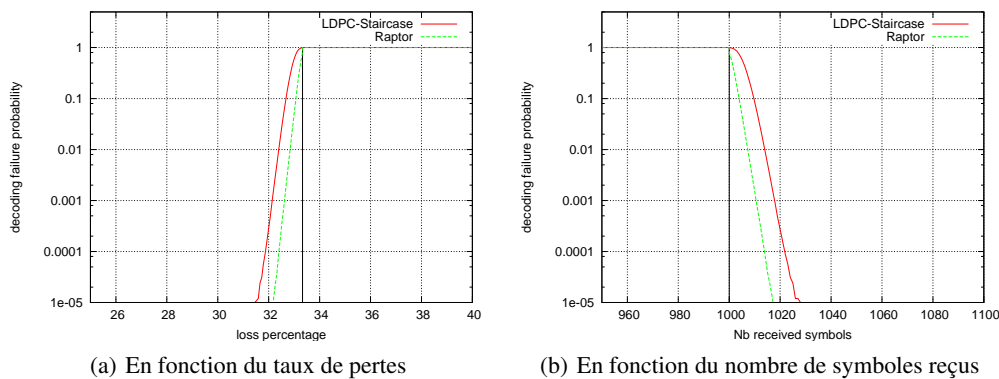 LDPC-Staircase
Raptor
decoding failure probability
1
0.1
0.01
0.001
0.0001
1e-05
26 28 30 32 34 36 38 40
loss percentage
(a) En fonction du taux de pertes
LDPC-Staircase
Raptor
decoding failure probability
1
0.1
0.01
0.001
0.0001
1e-05
960 980 1000 1020 1040 1060 1080 1100
Nb received symbols
(b) En fonction du nombre de symboles reçus